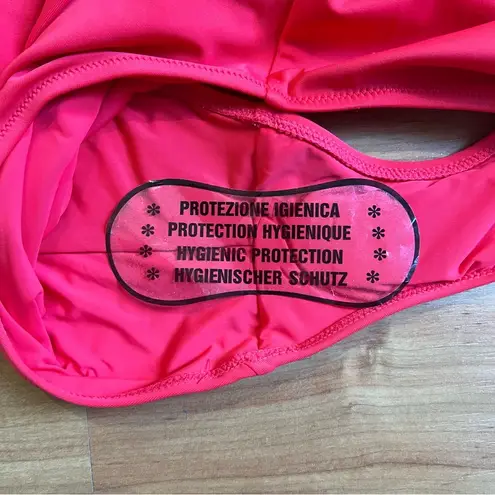 * PROTEZIONE IGIENICA *
* PROTECTION HYGIENIQUE *
* HYGIENIC PROTECTION *
* HYGIENISCHER SCHUTZ *